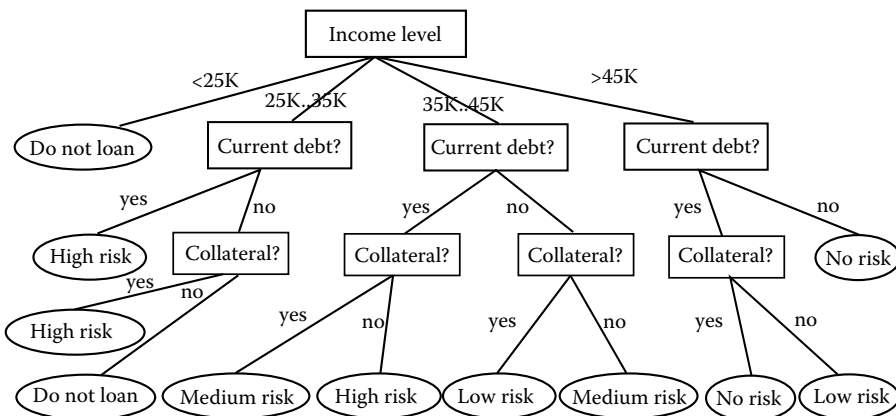 Income level
<25K
25K..35K
35K..45K
>45K
Do not loan
Current debt?
Current debt?
Current debt?
yes
no
yes
no
yes
no
High risk
Collateral?
Collateral?
Collateral?
Collateral?
No risk
yes
no
yes
no
yes
no
yes
no
High risk
Do not loan
Medium risk
High risk
Low risk
Medium risk
No risk
Low risk